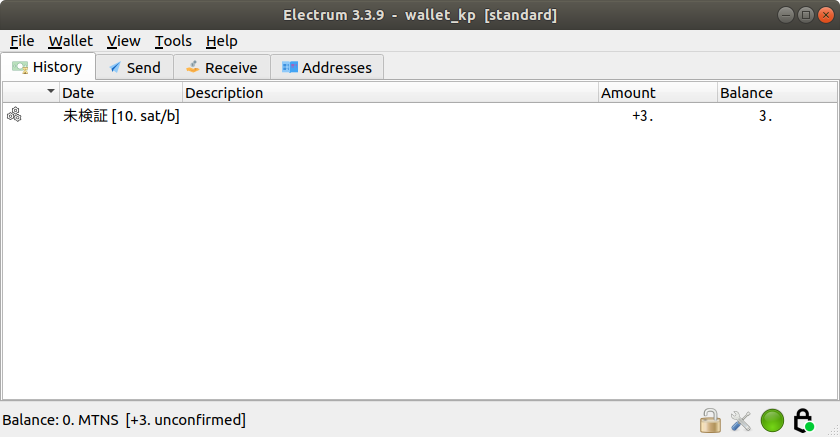 Electrum 3.3.9 - wallet_kp [standard]
File Wallet View Tools Help
History Send Receive Addresses
Date Description Amount Balance
未検証 [10. sat/b] +3. 3.
Balance: 0. MTNS [+3. unconfirmed]